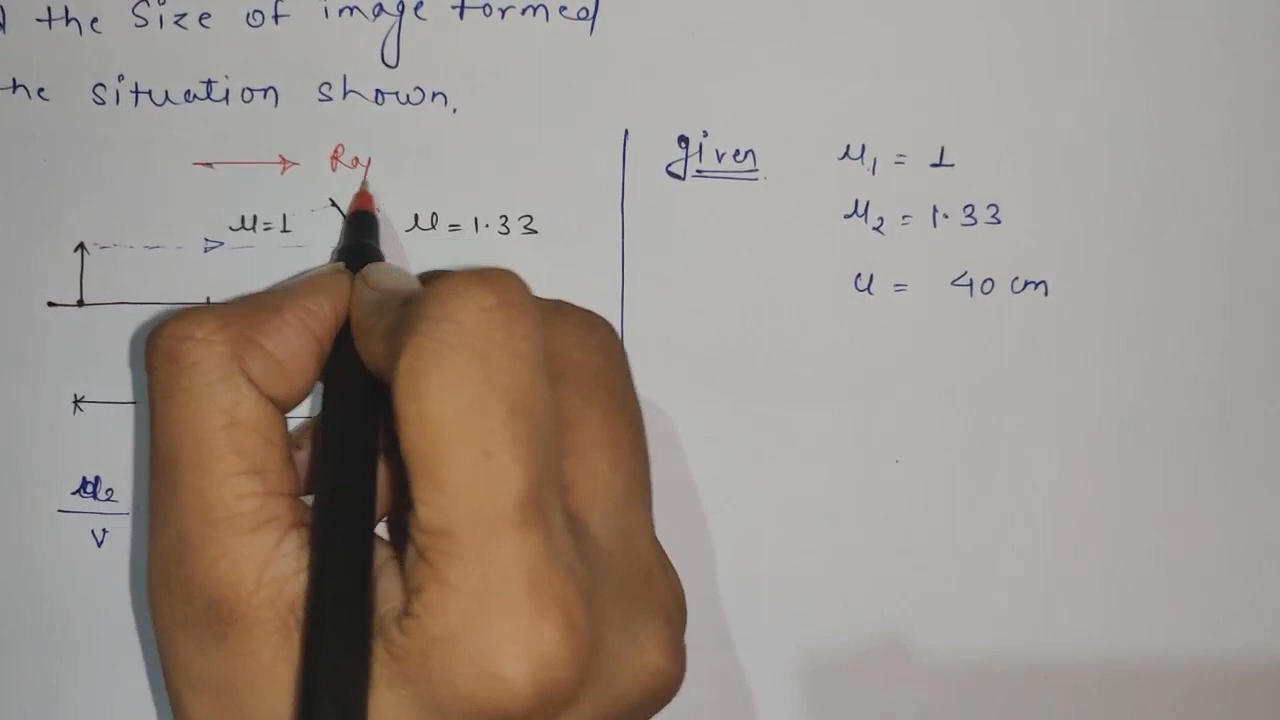 the size of image formed
the situation shown.
Ray
μ=1
μ = 1.33
μ2
v
given
μ1 = 1
μ2 = 1.33
u = 40 cm